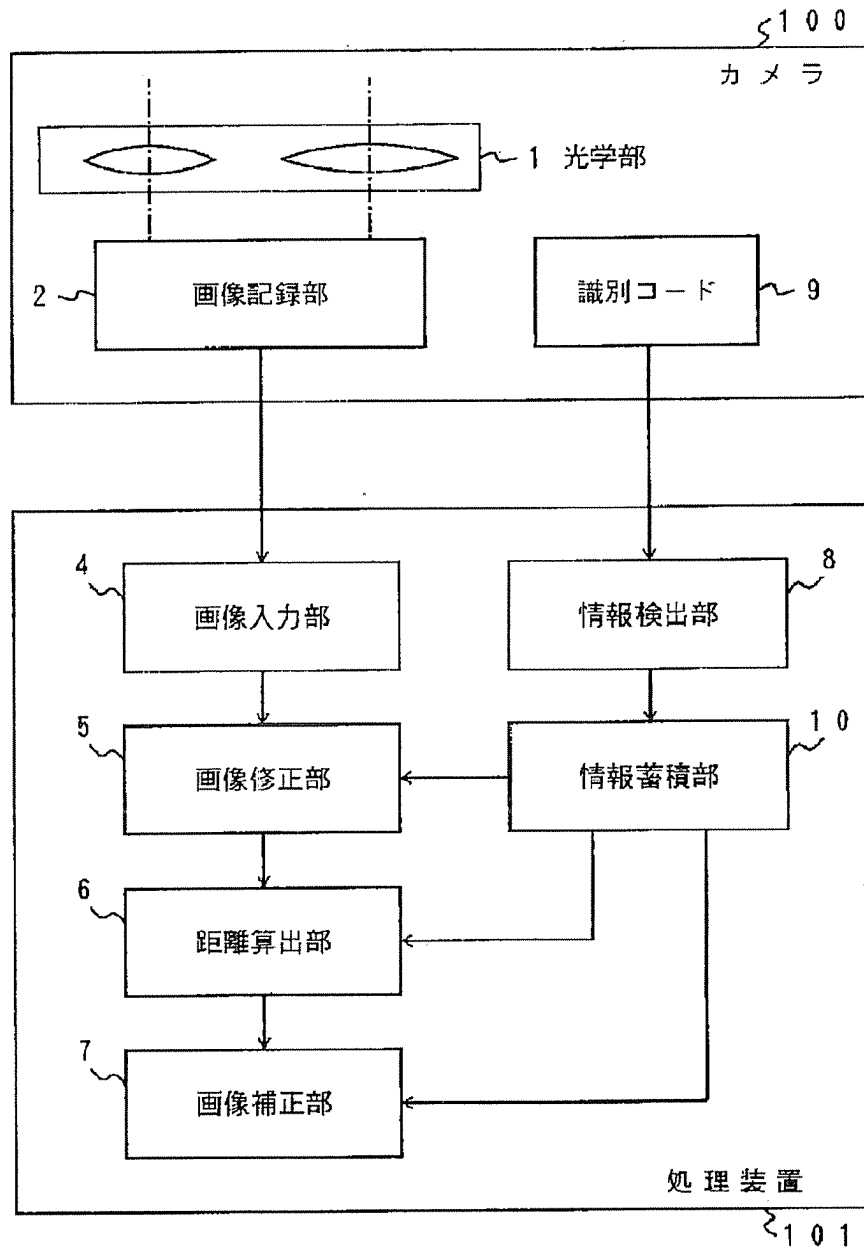 100
カメラ
1 光学部
2
画像記録部
識別コード
9
4
画像入力部
8
情報検出部
5
画像修正部
10
情報蓄積部
6
距離算出部
7
画像補正部
処理装置
101